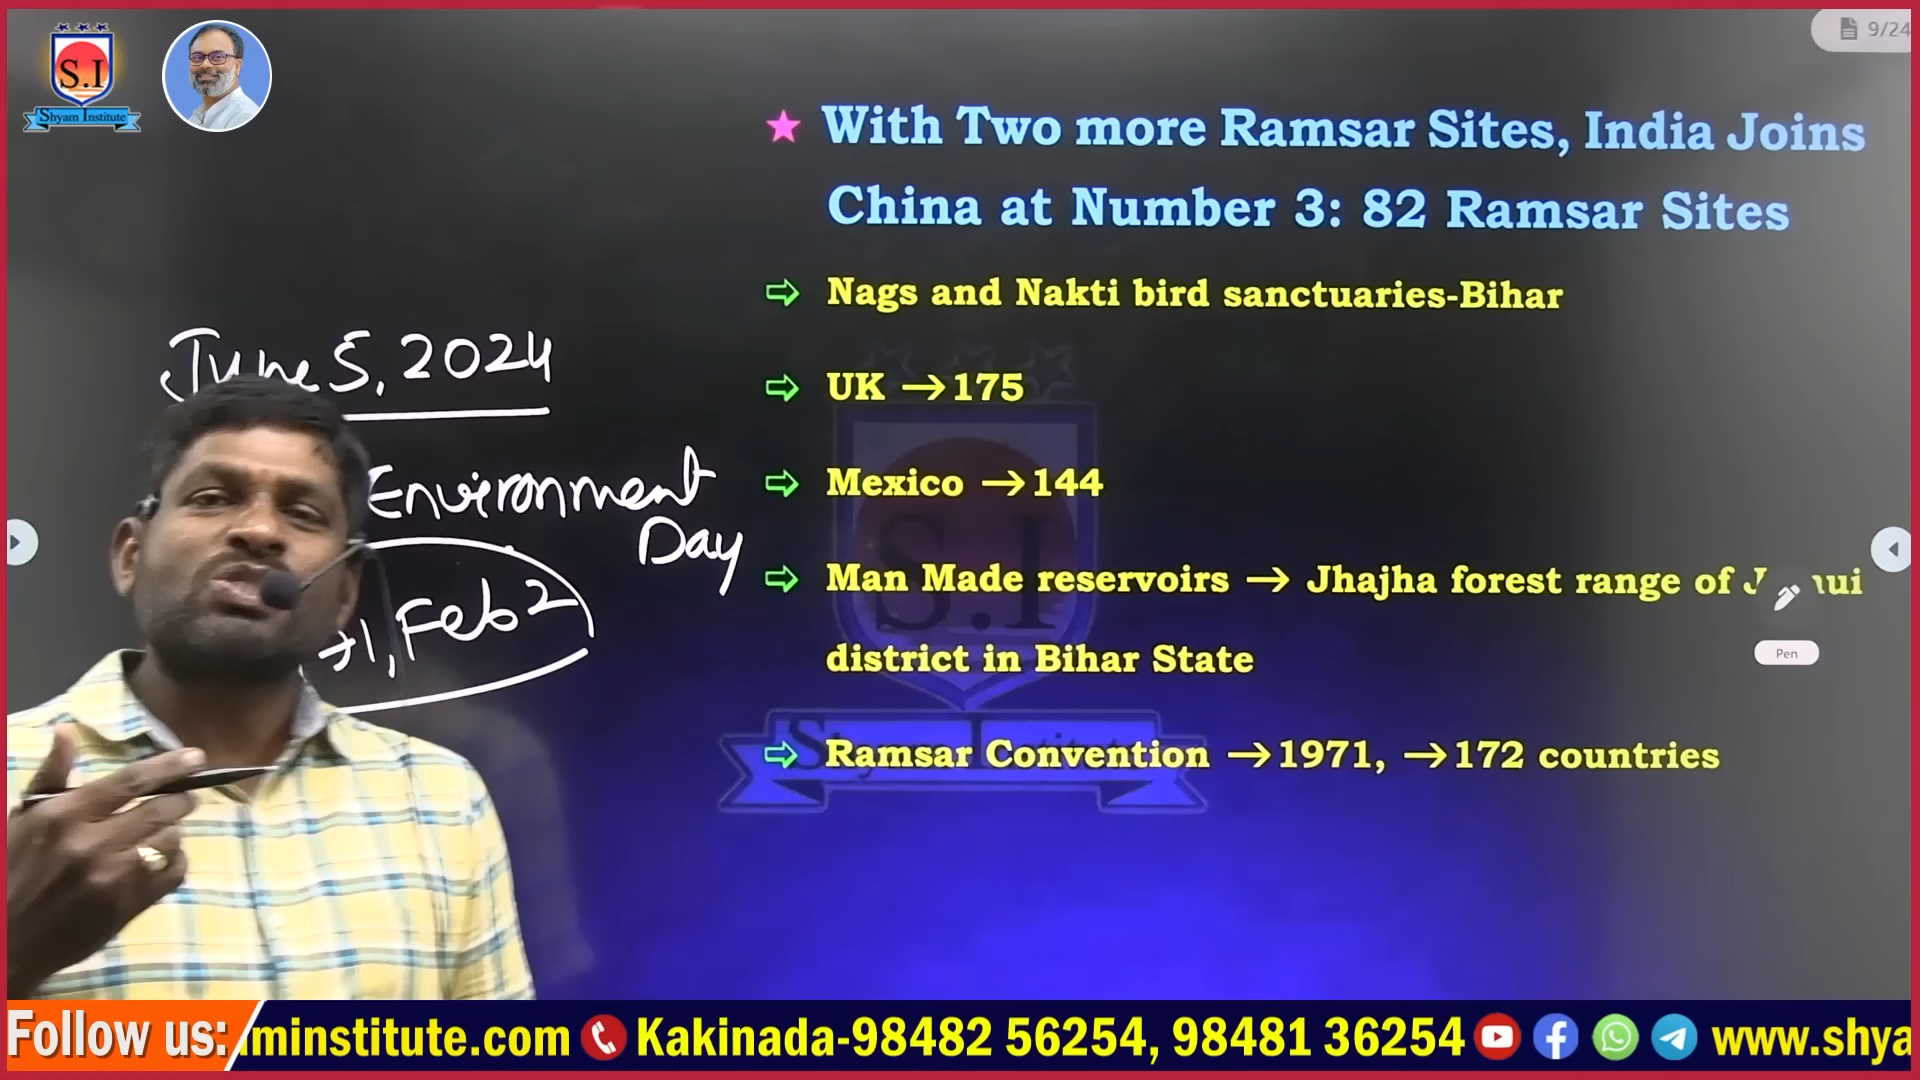 S.I
Shyam Institute
9/24
With Two more Ramsar Sites, India Joins
China at Number 3: 82 Ramsar Sites
Nags and Nakti bird sanctuaries-Bihar
UK →175
Mexico →144
Man Made reservoirs → Jhajha forest range of
district in Bihar State
Ramsar Convention →1971, →172 countries
June 5, 2024
Environment
Day
1, Feb 2
Pen
S.I
Follow us:
minstitute.com Kakinada-98482 56254, 98481 36254 www.shya